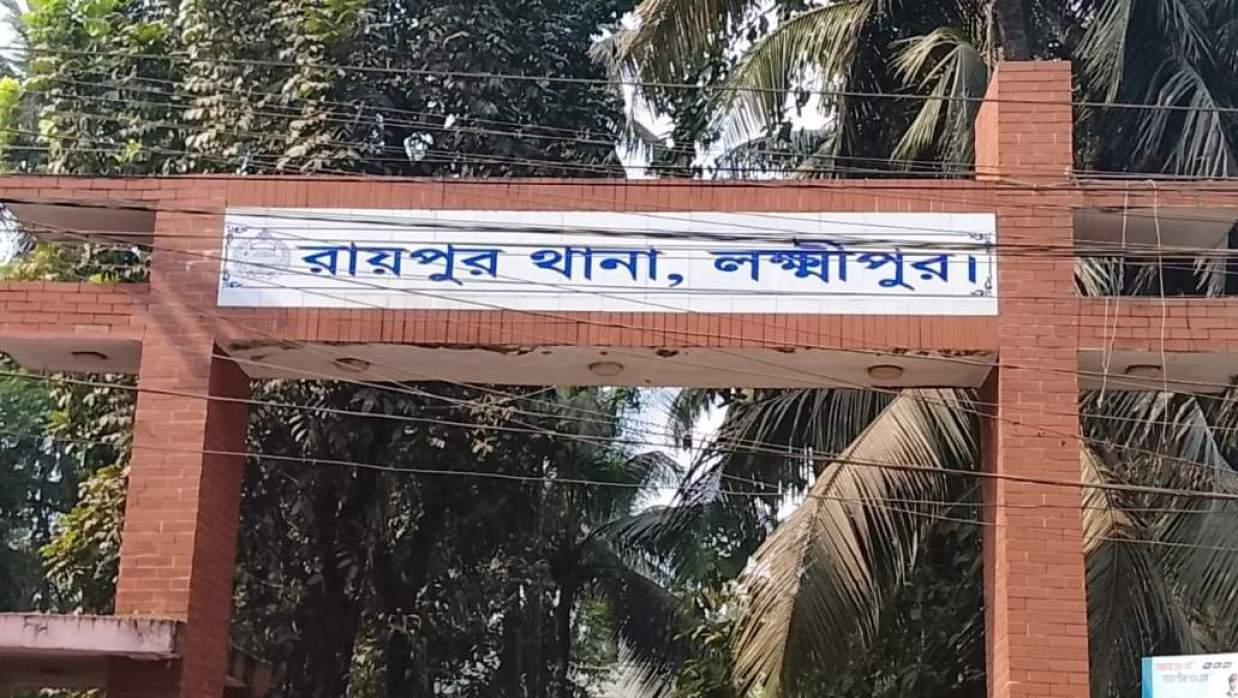 রায়পুর থানা, লক্ষ্মীপুর।